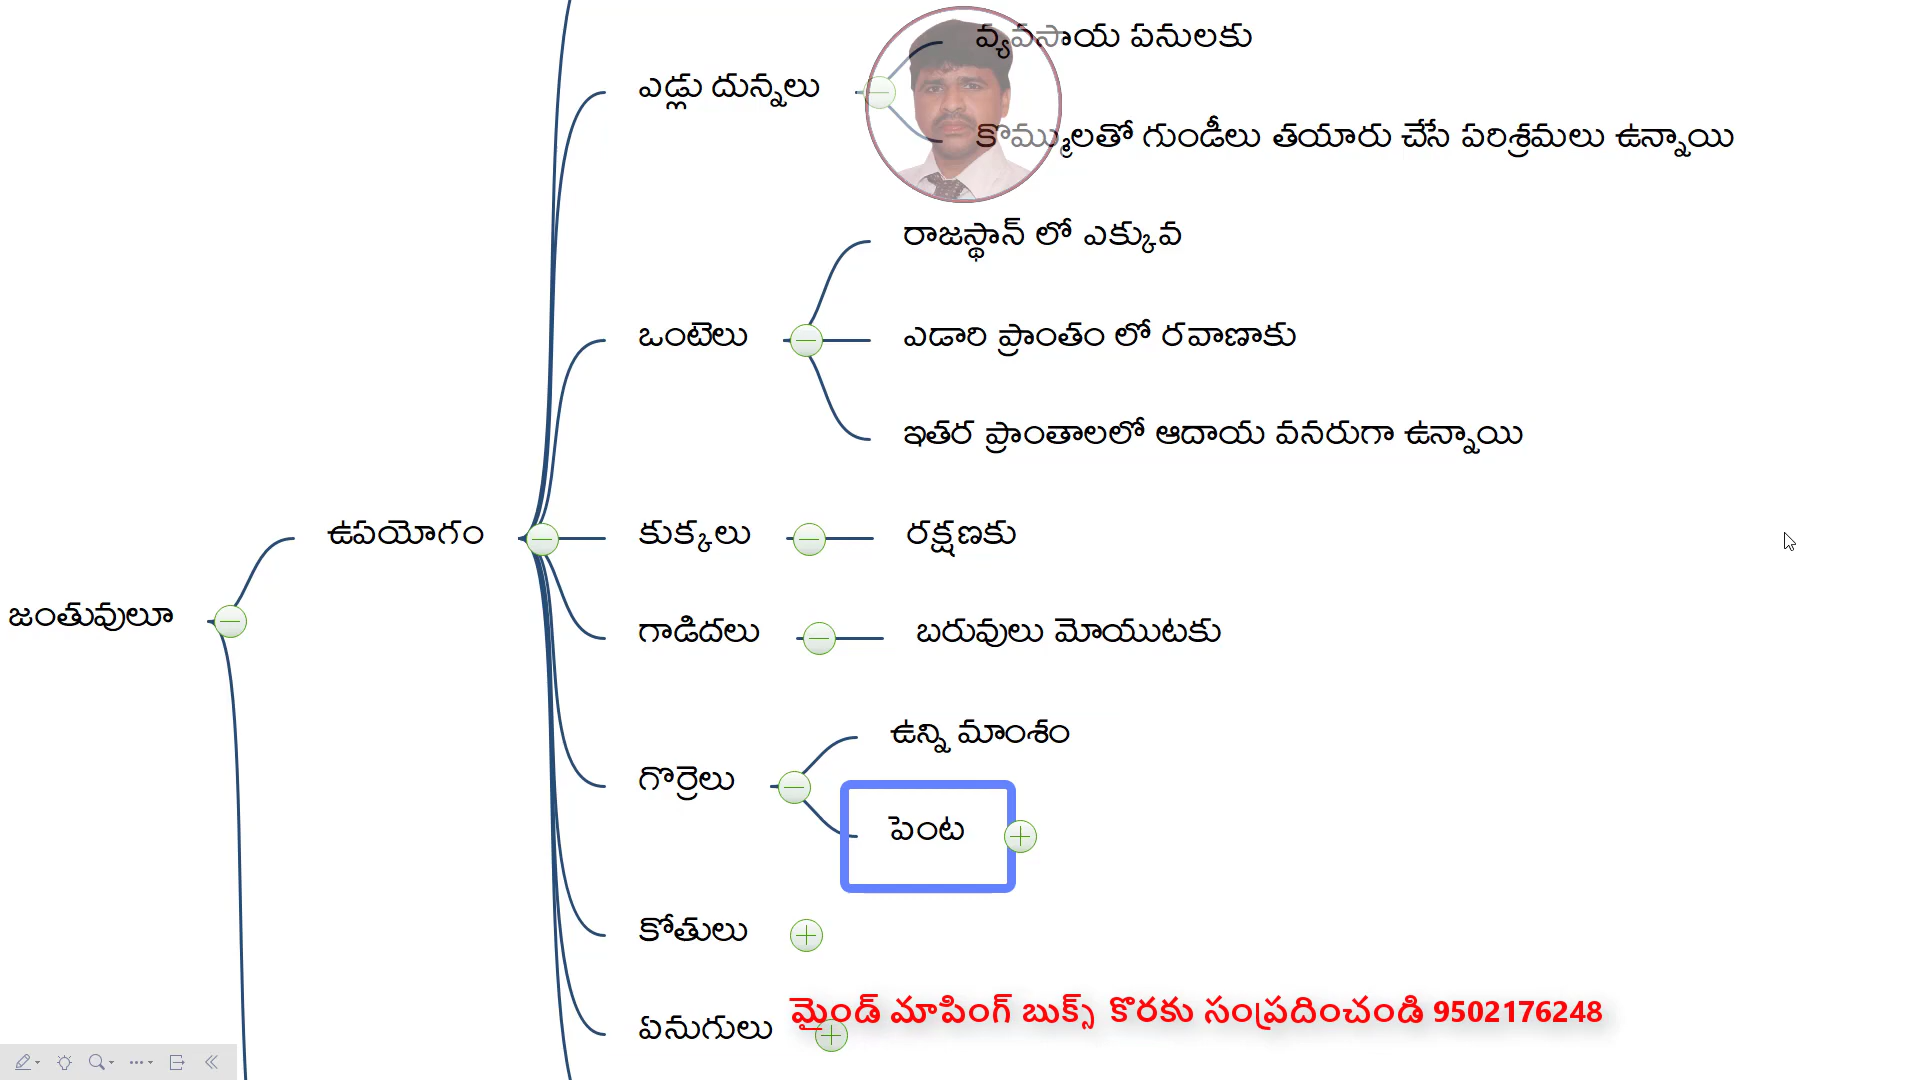 వ్యవసాయ పనులకు
ఎడ్లు దున్నలు
కొమ్ములతో గుండీలు తయారు చేసే పరిశ్రమలు ఉన్నాయి
రాజస్థాన్ లో ఎక్కువ
ఒంటెలు
ఎడారి ప్రాంతం లో రవాణాకు
ఇతర ప్రాంతాలలో ఆదాయ వనరుగా ఉన్నాయి
ఉపయోగం
కుక్కలు
రక్షణకు
జంతువులూ
గాడిదలు
బరువులు మోయుటకు
ఉన్ని మాంశం
గొర్రెలు
పెంట
కోతులు
ఏనుగులు
మైండ్ మాపింగ్ బుక్స్ కొరకు సంప్రదించండి 9502176248